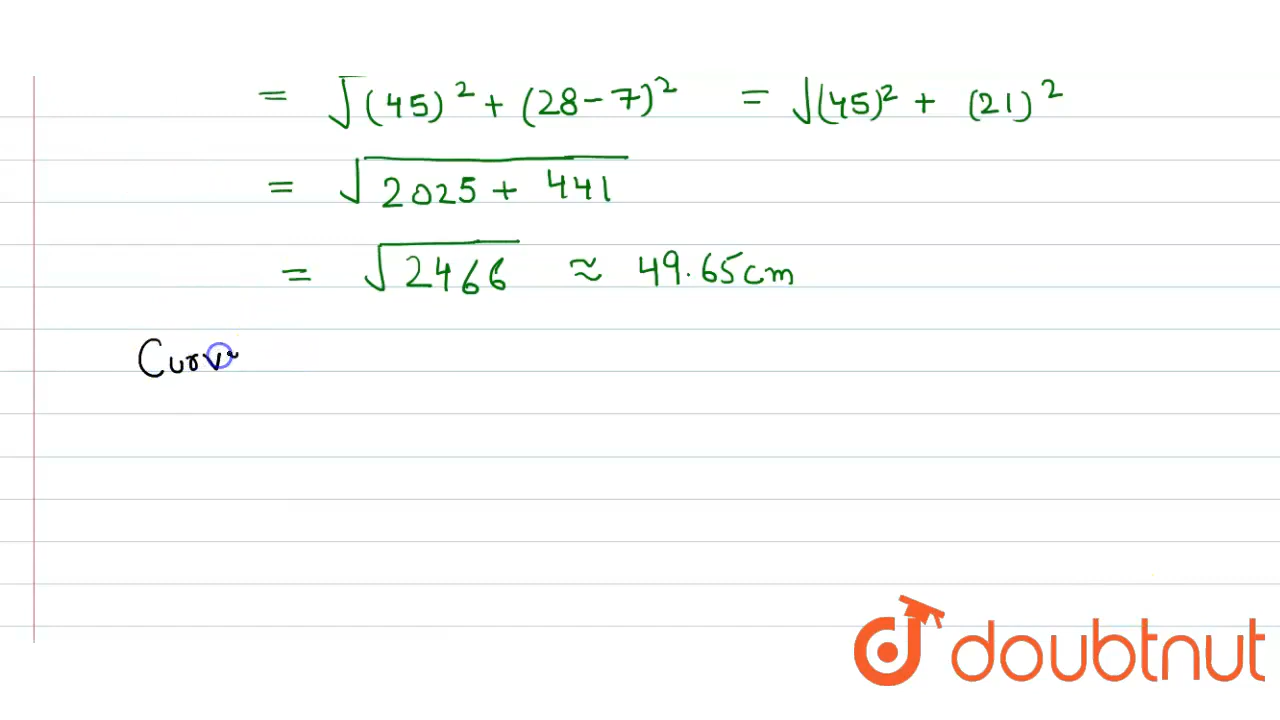 = √(45)² + (28-7)² = √(45)² + (21)²
= √2025 + 441
= √2466 ≈ 49.65cm
Curv
doubtnut